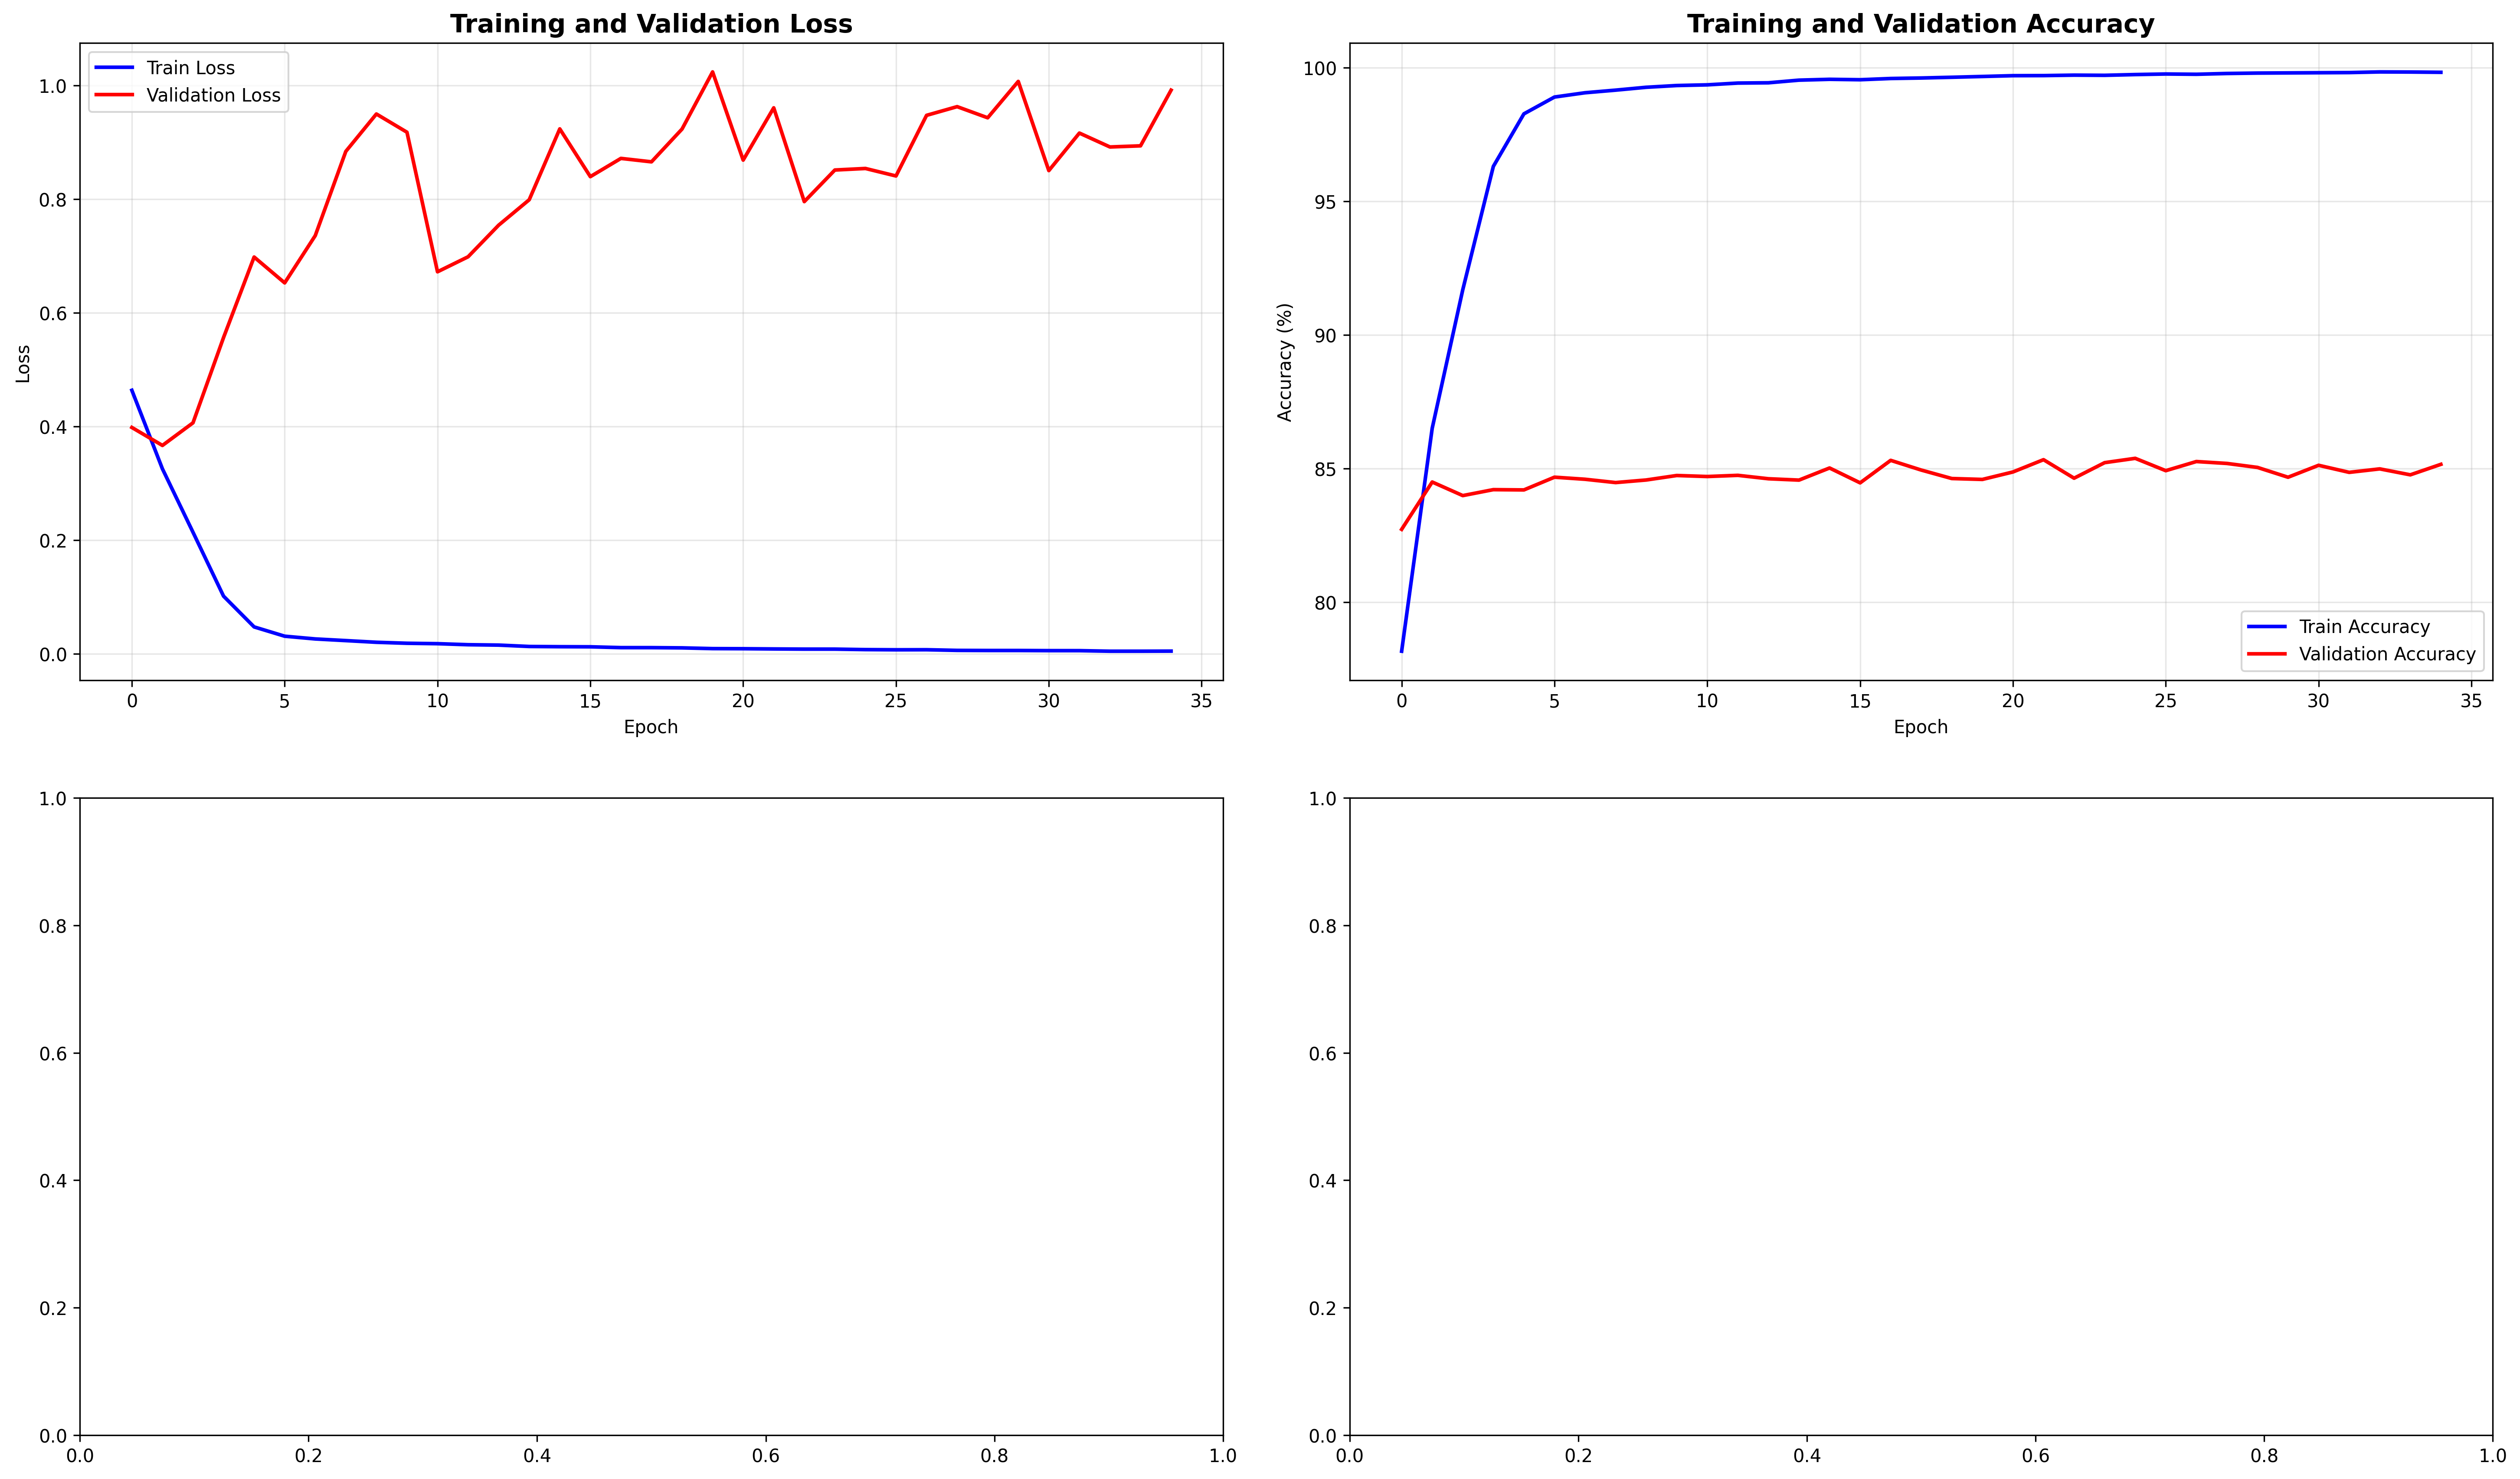 Training and Validation Loss
Train Loss
Validation Loss
1.0
0.8
0.6
0.4
0.2
0.0
Loss
0 5 10 15 20 25 30 35
Epoch
Training and Validation Accuracy
100
95
90
85
80
Accuracy (%)
Train Accuracy
Validation Accuracy
0 5 10 15 20 25 30 35
Epoch
1.0
0.8
0.6
0.4
0.2
0.0
0.0 0.2 0.4 0.6 0.8 1.0
1.0
0.8
0.6
0.4
0.2
0.0
0.0 0.2 0.4 0.6 0.8 1.0